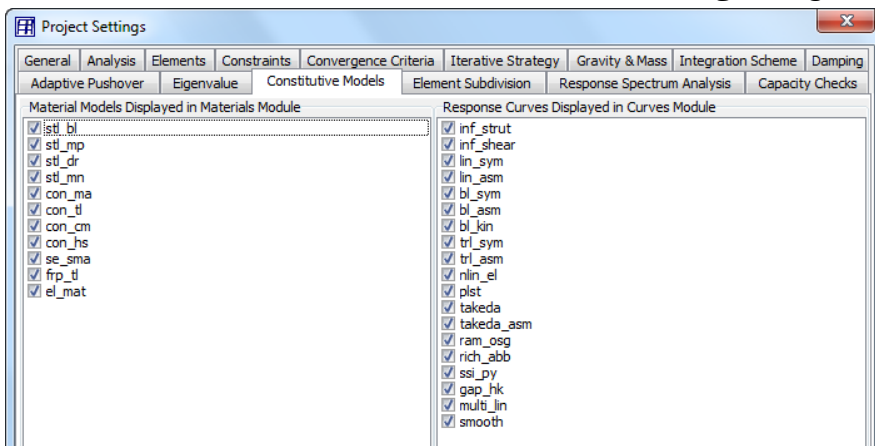 Project Settings
General Analysis Elements Constraints Convergence Criteria Iterative Strategy Gravity & Mass Integration Scheme Damping
Adaptive Pushover Eigenvalue Constitutive Models Element Subdivision Response Spectrum Analysis Capacity Checks
Material Models Displayed in Materials Module
stl_bl
stl_mp
stl_dr
stl_mn
con_ma
con_tl
con_cm
con_hs
se_sma
frp_tl
el_mat
Response Curves Displayed in Curves Module
inf_strut
inf_shear
lin_sym
lin_asm
bl_sym
bl_asm
bl_kin
trl_sym
trl_asm
nlin_el
plst
takeda
takeda_asm
ram_osg
rich_abb
ssi_py
gap_hk
multi_lin
smooth